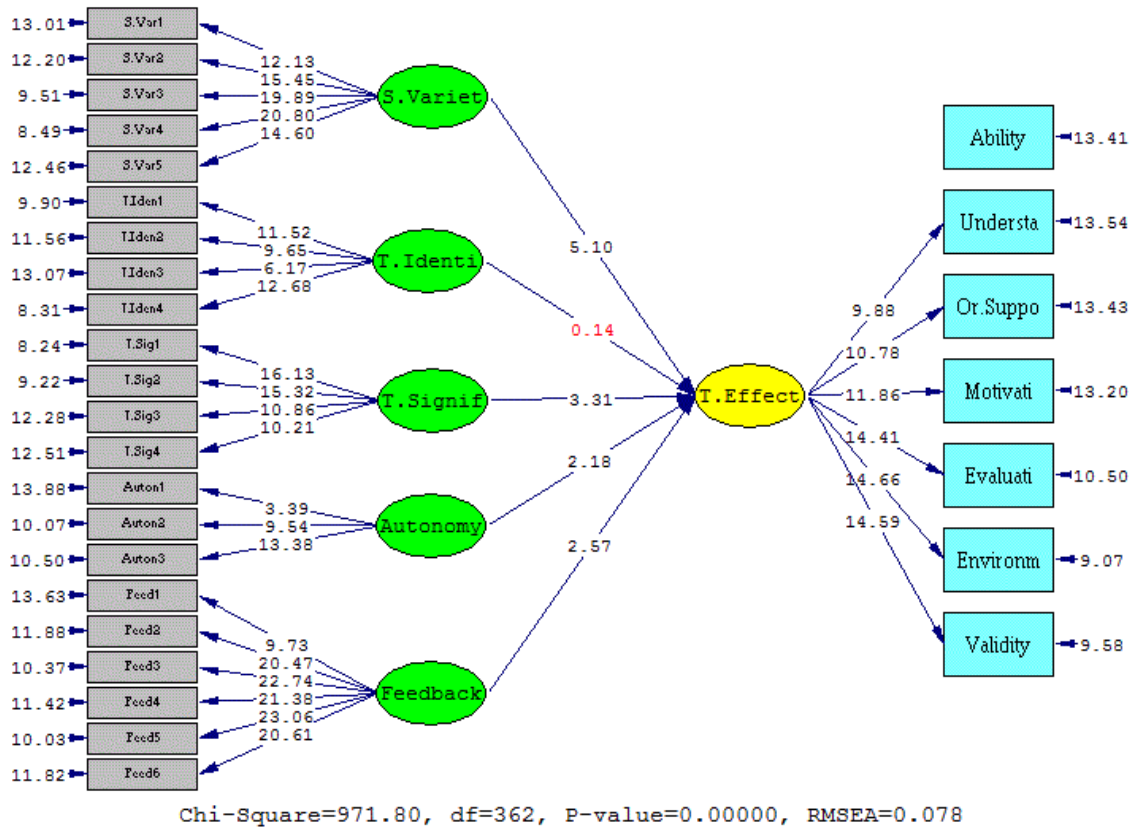 13.01 S.Var1
12.20 S.Var2
9.51 S.Var3
8.49 S.Var4
12.46 S.Var5
9.90 T.Iden1
11.56 T.Iden2
13.07 T.Iden3
8.31 T.Iden4
8.24 T.Sig1
9.22 T.Sig2
12.28 T.Sig3
12.51 T.Sig4
13.88 Auton1
10.07 Auton2
10.50 Auton3
13.63 Feed1
11.88 Feed2
10.37 Feed3
11.42 Feed4
10.03 Feed5
11.82 Feed6
12.13
15.45
19.89
20.80
14.60
11.52
9.65
6.17
12.68
16.13
15.32
10.86
10.21
3.39
9.54
13.38
9.73
20.47
22.74
21.38
23.06
20.61
S.Variet
T.Identi
T.Signif
Autonomy
Feedback
5.10
0.14
3.31
2.18
2.57
T.Effect
9.88
10.78
11.86
14.41
14.66
14.59
Ability 13.41
Understa 13.54
Or.Suppo 13.43
Motivati 13.20
Evaluati 10.50
Environm 9.07
Validity 9.58
Chi-Square=971.80, df=362, P-value=0.00000, RMSEA=0.078